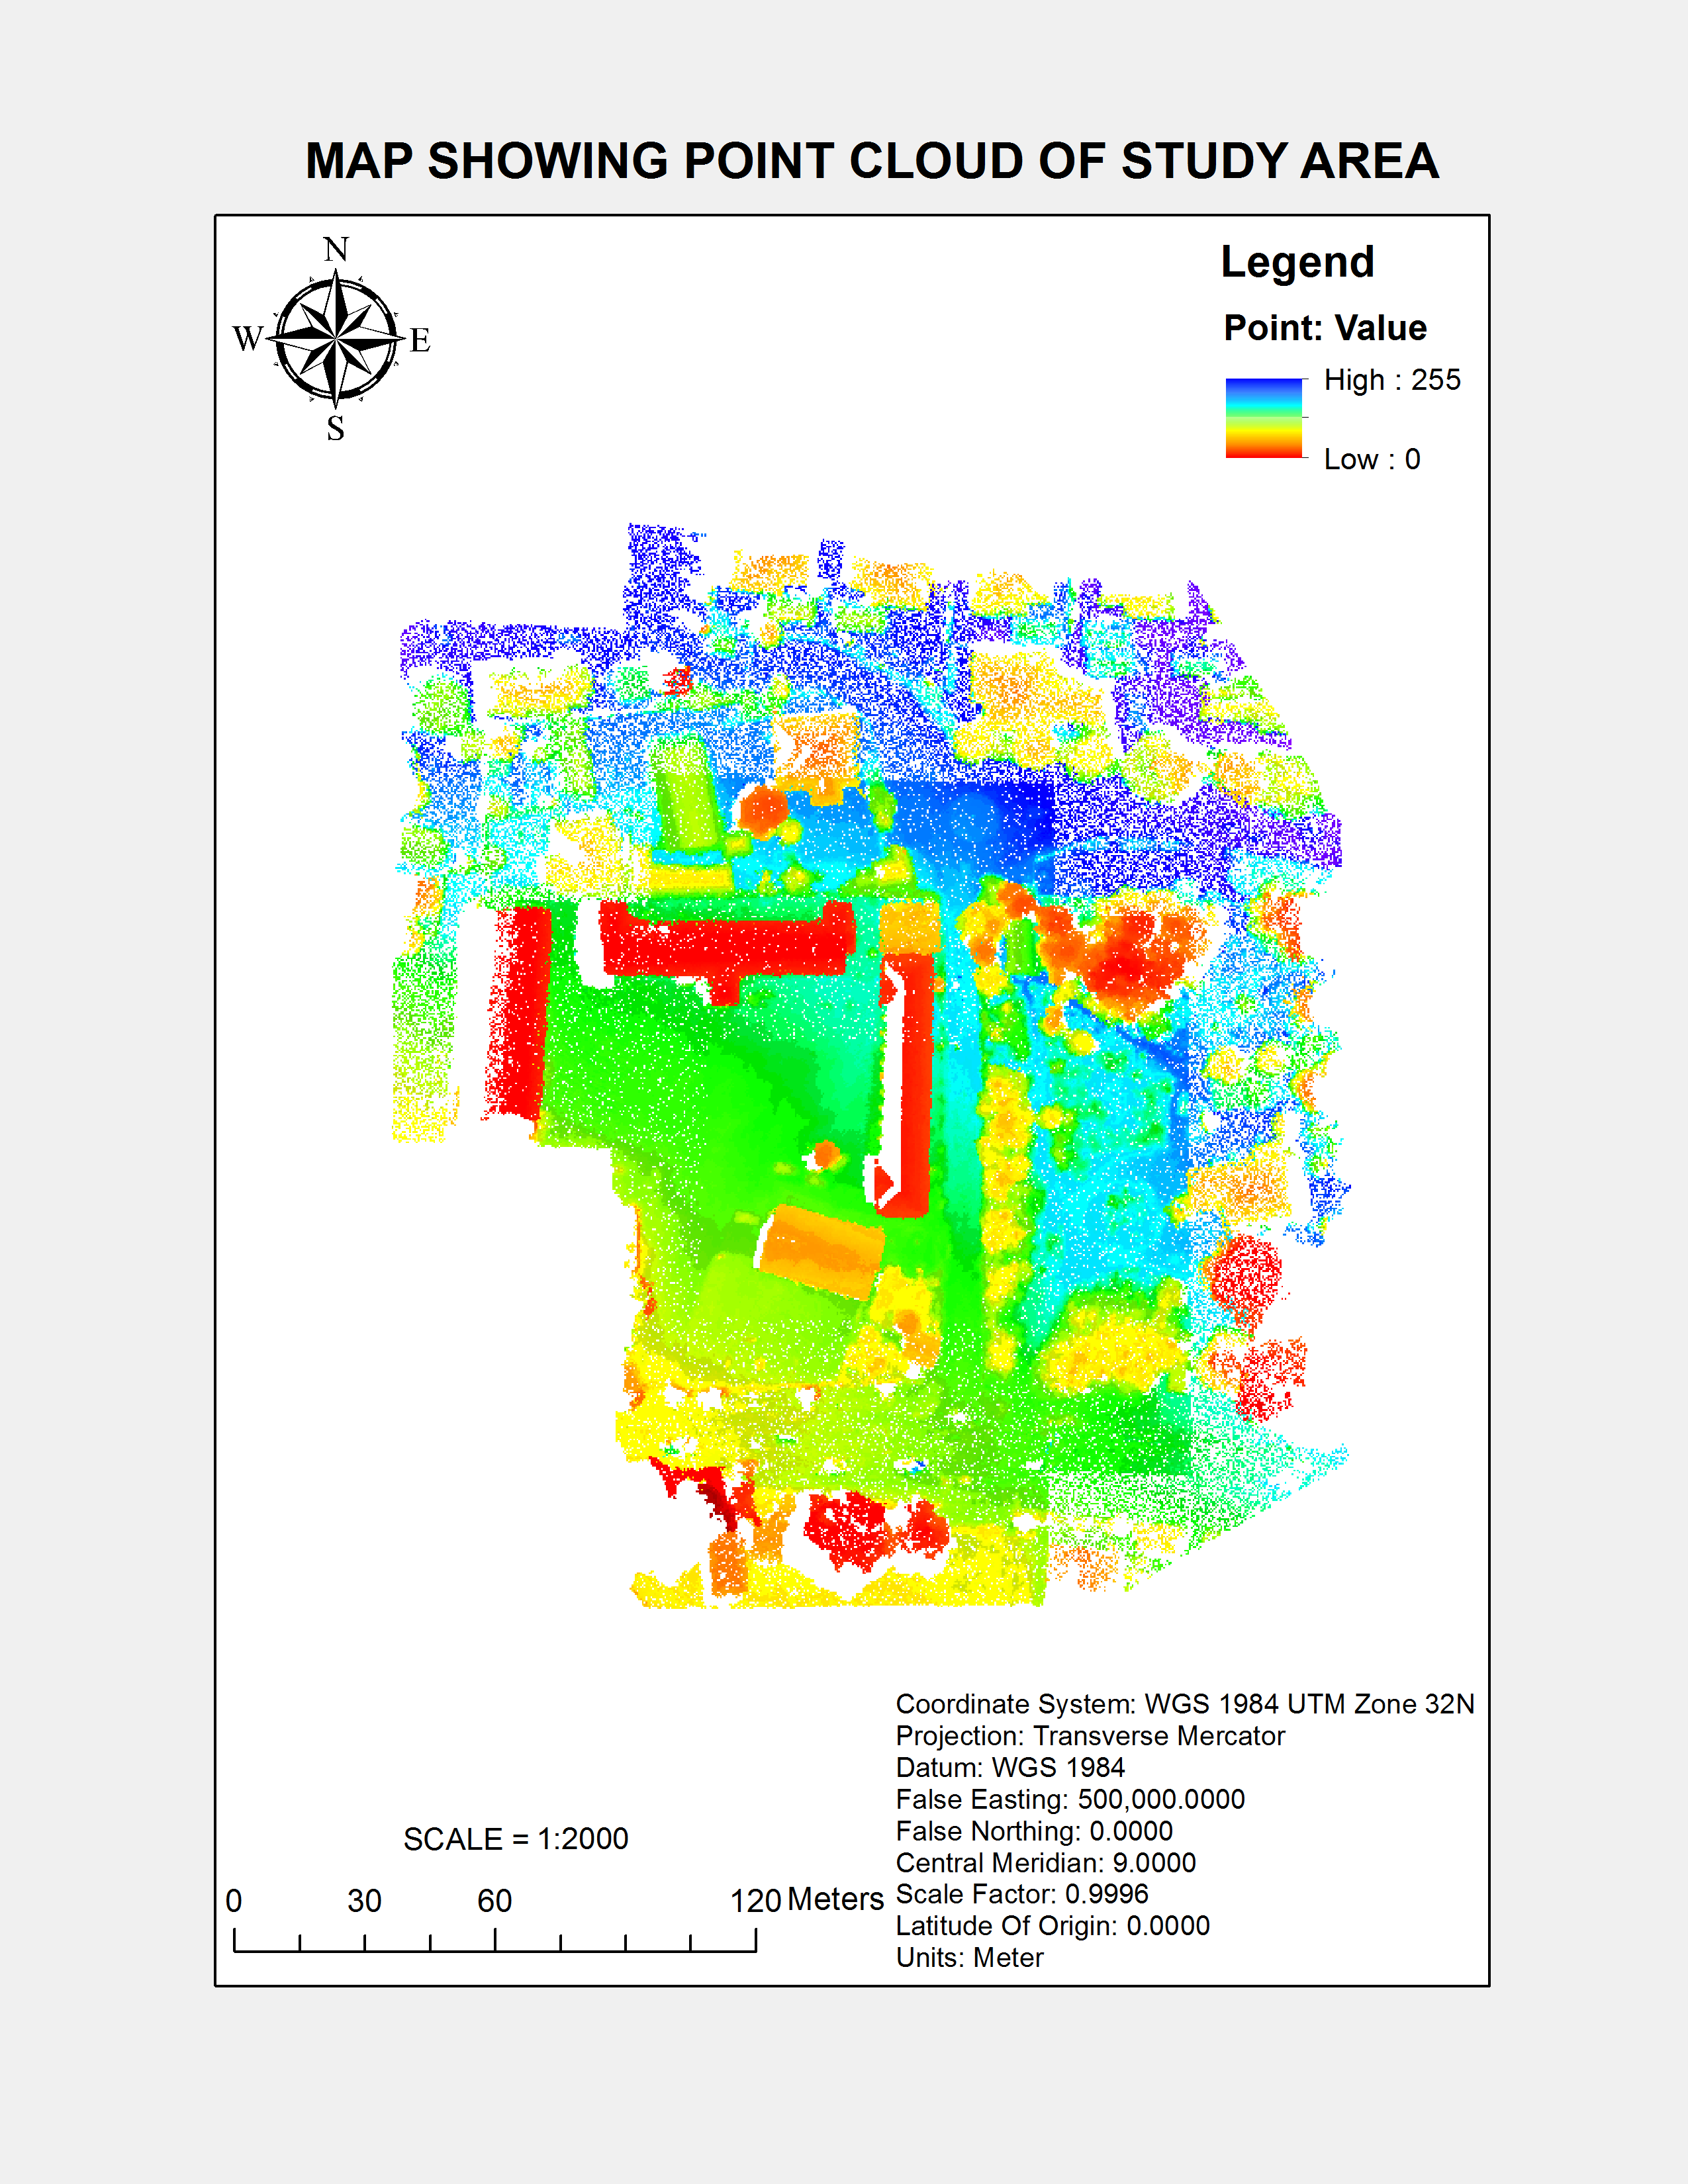 MAP SHOWING POINT CLOUD OF STUDY AREA
N
W E
S
Legend
Point: Value
High : 255
Low : 0
Coordinate System: WGS 1984 UTM Zone 32N
Projection: Transverse Mercator
Datum: WGS 1984
False Easting: 500,000.0000
False Northing: 0.0000
Central Meridian: 9.0000
Scale Factor: 0.9996
Latitude Of Origin: 0.0000
Units: Meter
SCALE = 1:2000
0 30 60 120 Meters